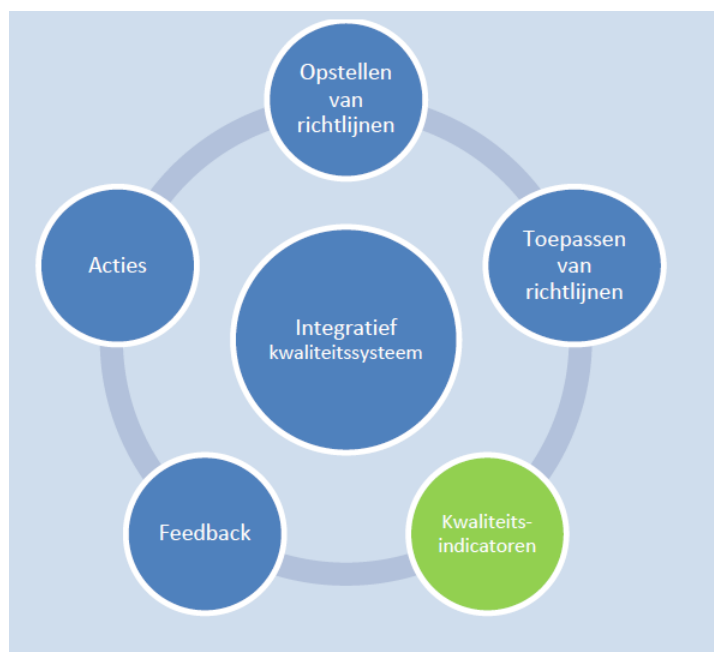 Opstellen
van
richtlijnen
Toepassen
van
richtlijnen
Kwaliteits-
indicatoren
Feedback
Acties
Integratief
kwaliteitssysteem